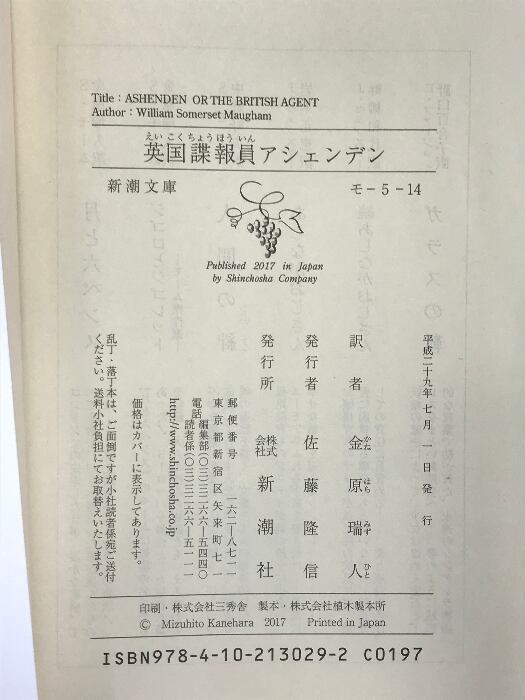 Title : ASHENDEN OR THE BRITISH AGENT
Author : William Somerset Maugham
えいこくちょうほういん
英国諜報員アシェンデン
新潮文庫
モ-5-14
Published 2017 in Japan
by Shinchosha Company
平成二十九年七月一日発行
訳者 金原瑞人
かねはらみずひと
発行者 佐藤隆信
発行所 株式会社 新潮社
郵便番号 一六二―八七一一
東京都新宿区矢来町七一
電話 編集部(〇三)三二六六―五四四〇
読者係(〇三)三二六六―五一一一
http://www.shinchosha.co.jp
価格はカバーに表示してあります。
乱丁・落丁本は、ご面倒ですが小社読者係宛ご送付
ください。送料小社負担にてお取替えいたします。
印刷・株式会社三秀舎 製本・株式会社植木製本所
© Mizuhito Kanehara 2017 Printed in Japan
ISBN978-4-10-213029-2 C0197